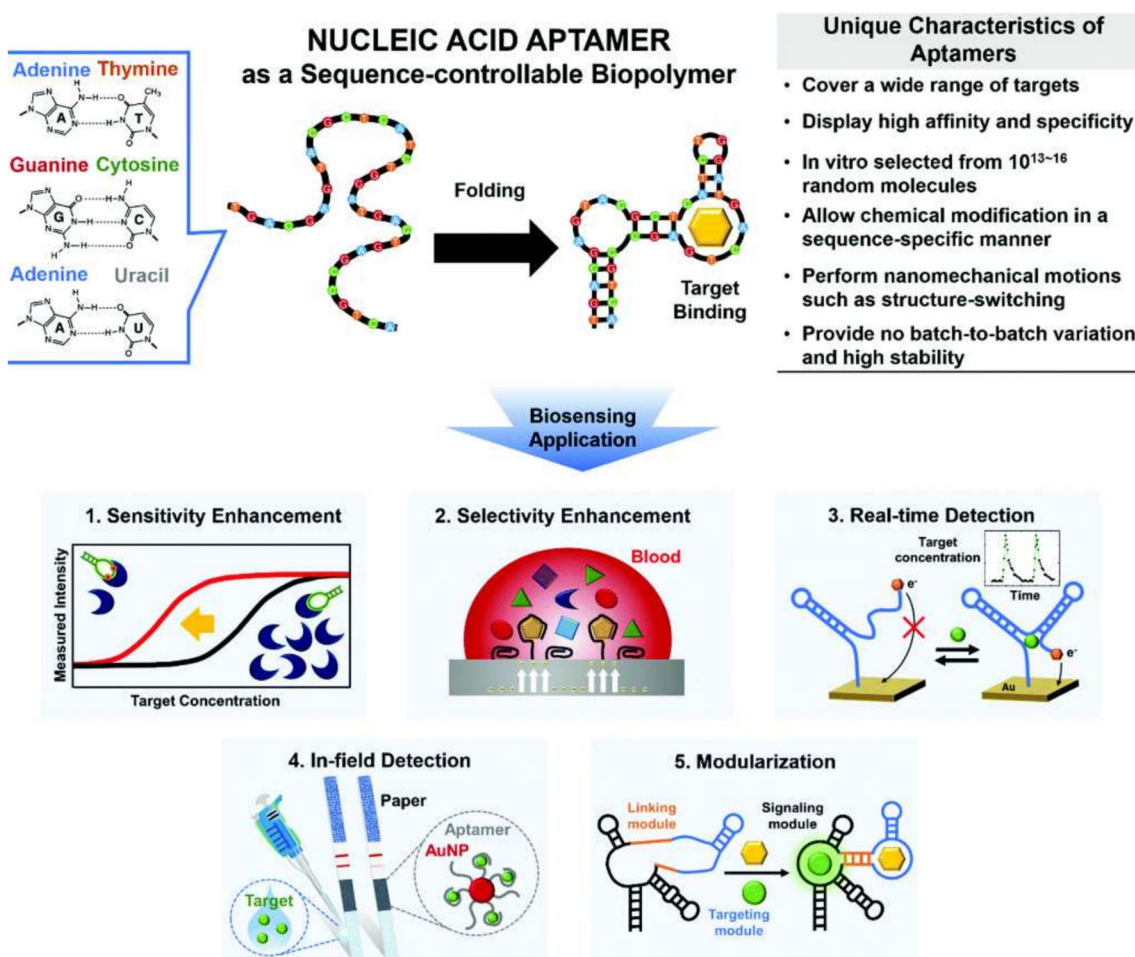 NUCLEIC ACID APTAMER
as a Sequence-controllable Biopolymer
Adenine Thymine
A T
CH₃
Guanine Cytosine
G C
Adenine Uracil
A U
Folding
Target
Binding
Unique Characteristics of
Aptamers
• Cover a wide range of targets
• Display high affinity and specificity
• In vitro selected from 10¹³~¹⁶
random molecules
• Allow chemical modification in a
sequence-specific manner
• Perform nanomechanical motions
such as structure-switching
• Provide no batch-to-batch variation
and high stability
Biosensing
Application
1. Sensitivity Enhancement
Measured Intensity
Target Concentration
2. Selectivity Enhancement
Blood
3. Real-time Detection
Target
concentration
Time
e⁻
e⁻
Au
4. In-field Detection
Paper
Aptamer
AuNP
Target
5. Modularization
Linking
module
Signaling
module
Targeting
module